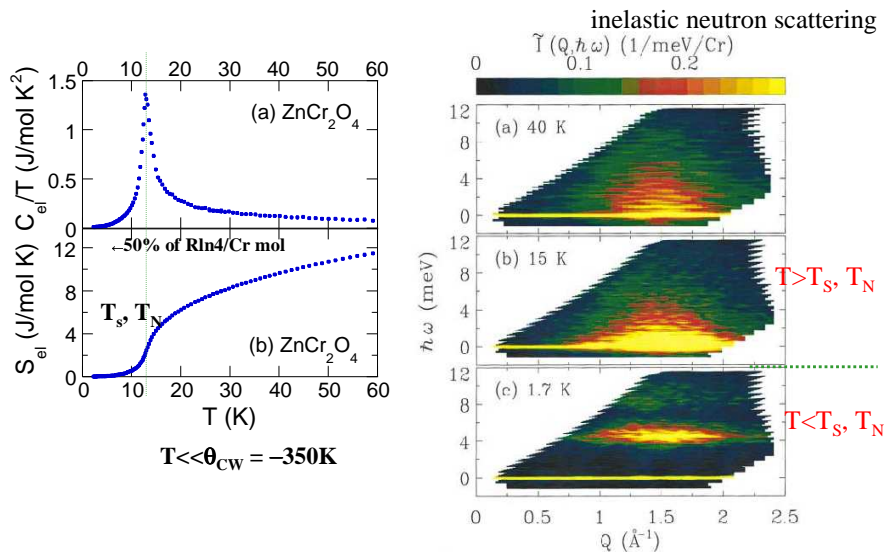 inelastic neutron scattering
Ĩ (Q,ħω) (1/meV/Cr)
0 0.1 0.2
0 10 20 30 40 50 60
C_el/T (J/mol K²)
1.5
1
0.5
0
(a) ZnCr₂O₄
←50% of Rln4/Cr mol
S_el (J/mol K)
12
8
4
0
T_s, T_N
(b) ZnCr₂O₄
0 10 20 30 40 50 60
T (K)
T<<θ_CW = −350K
ħω (meV)
12
8
4
0
(a) 40 K
12
8
4
0
(b) 15 K
T>T_S, T_N
12
8
4
0
(c) 1.7 K
T<T_S, T_N
0 0.5 1 1.5 2 2.5
Q (Å⁻¹)